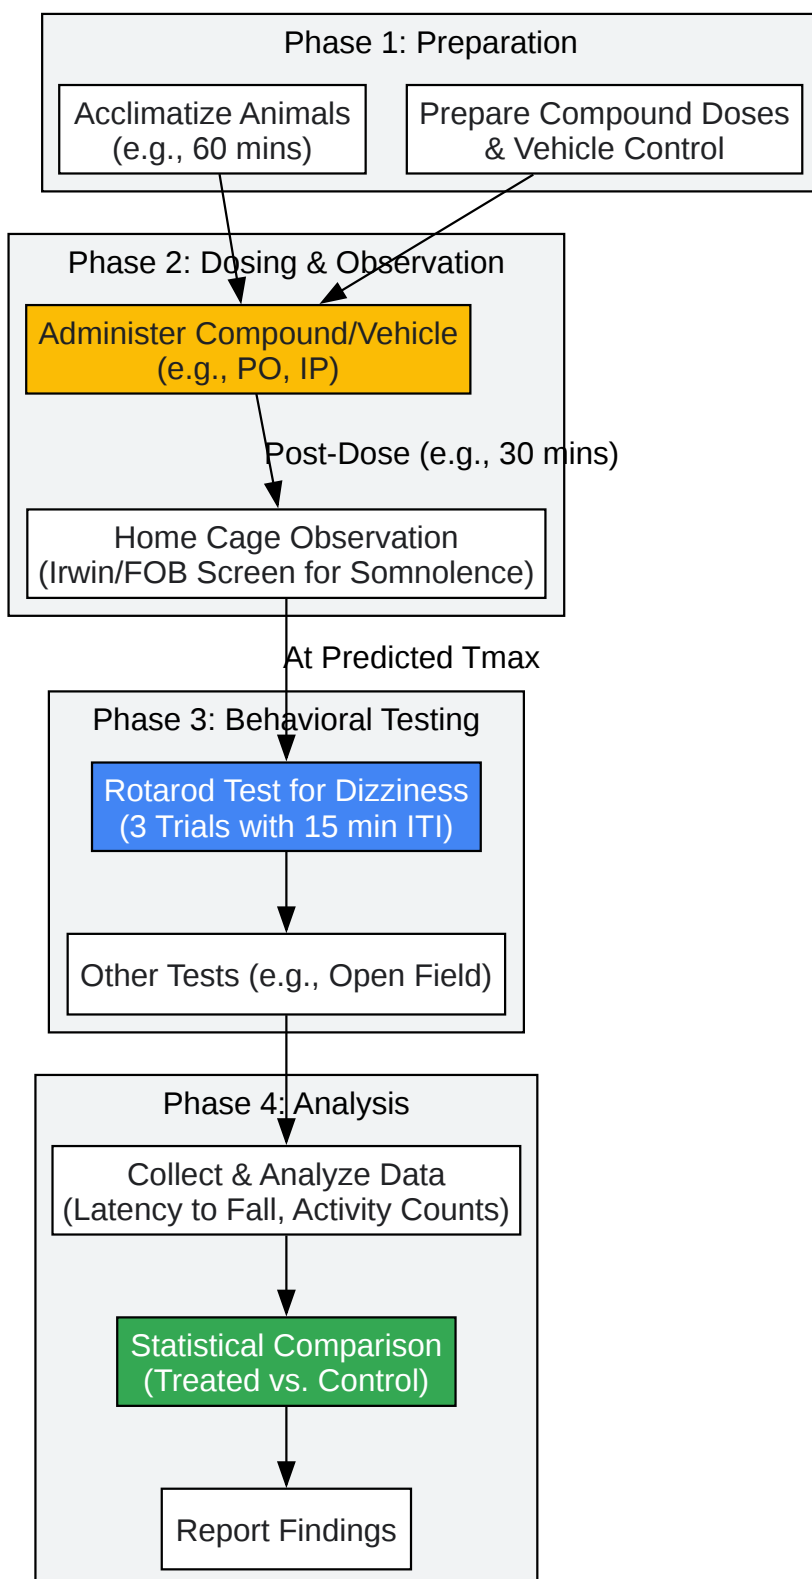 Phase 1: Preparation
Acclimatize Animals
(e.g., 60 mins)
Prepare Compound Doses
& Vehicle Control
Phase 2: Dosing & Observation
Administer Compound/Vehicle
(e.g., PO, IP)
Post-Dose (e.g., 30 mins)
Home Cage Observation
(Irwin/FOB Screen for Somnolence)
At Predicted Tmax
Phase 3: Behavioral Testing
Rotarod Test for Dizziness
(3 Trials with 15 min ITI)
Other Tests (e.g., Open Field)
Phase 4: Analysis
Collect & Analyze Data
(Latency to Fall, Activity Counts)
Statistical Comparison
(Treated vs. Control)
Report Findings